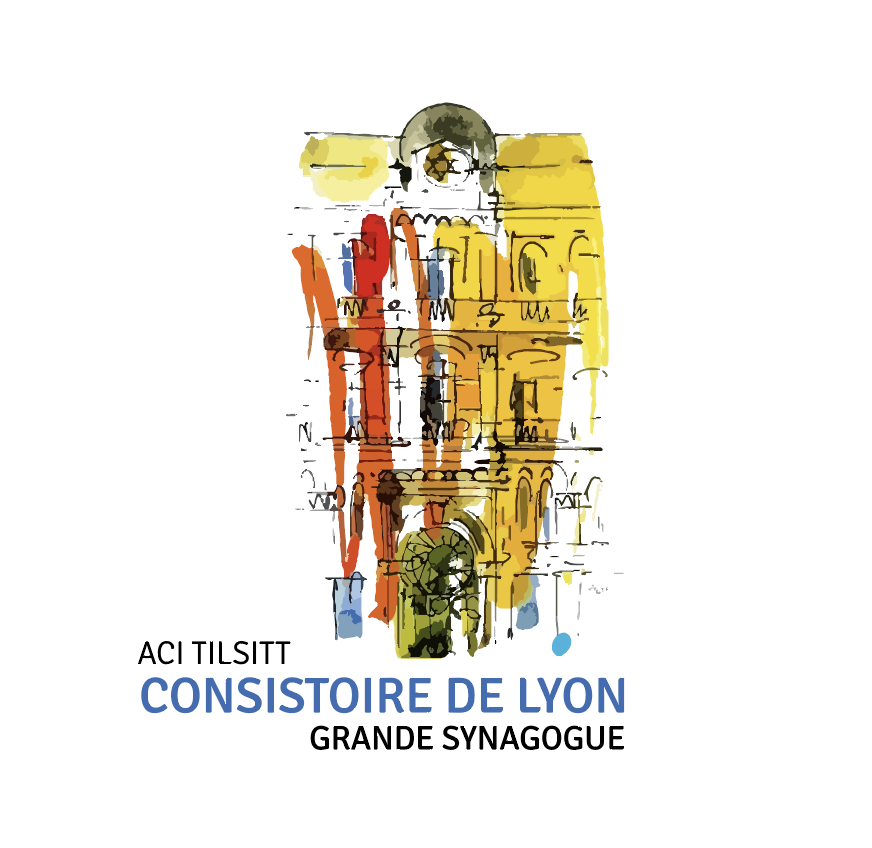 ACI TILSITT
CONSISTOIRE DE LYON
GRANDE SYNAGOGUE